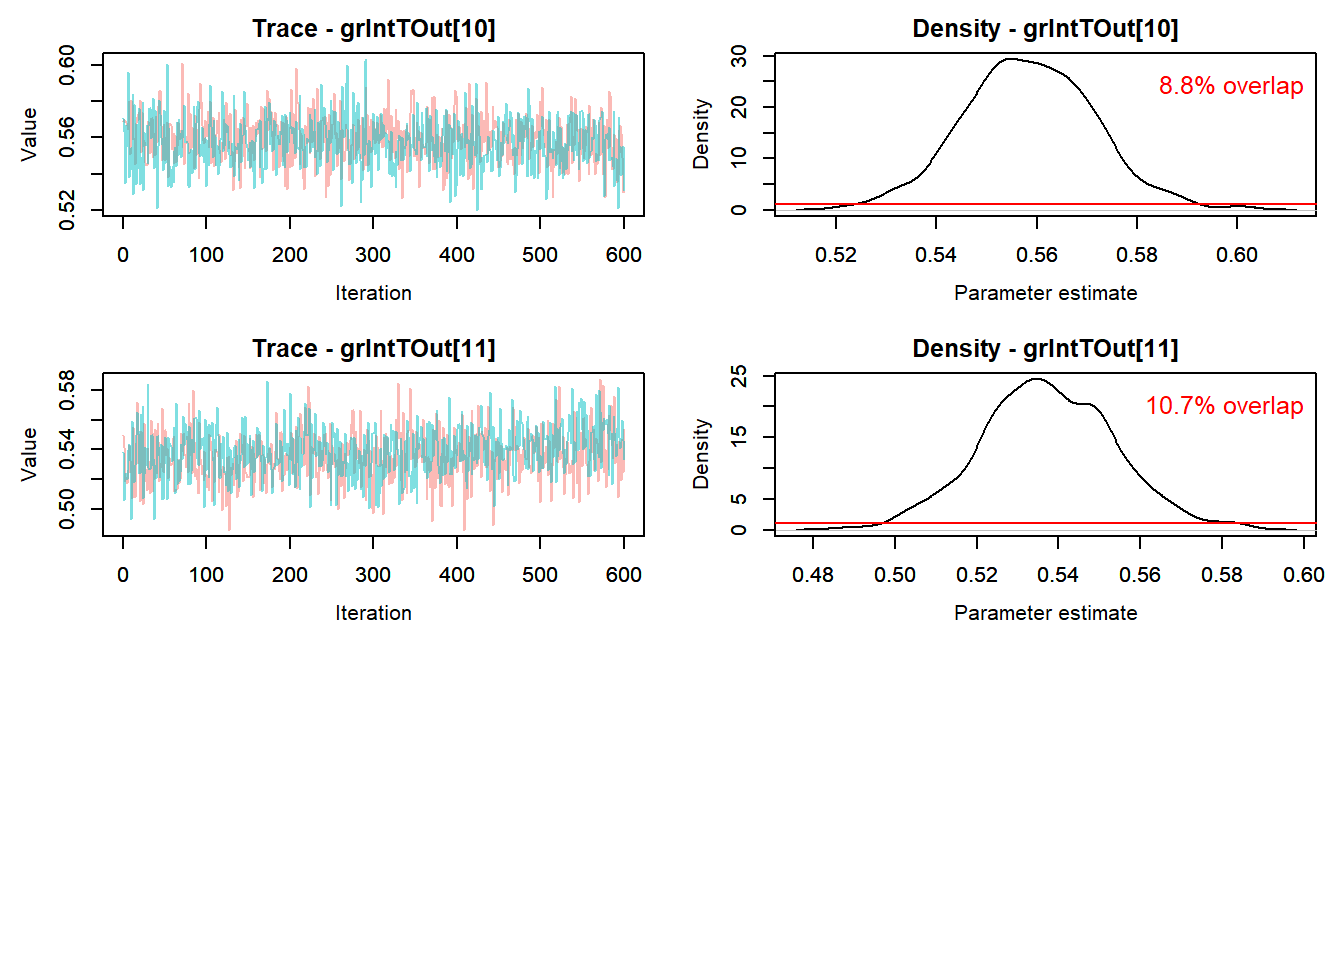 Trace - grIntTOut[10]
Value
0.52 0.56 0.60
0 100 200 300 400 500 600
Iteration
Density - grIntTOut[10]
Density
0 10 20 30
8.8% overlap
0.52 0.54 0.56 0.58 0.60
Parameter estimate
Trace - grIntTOut[11]
Value
0.50 0.54 0.58
0 100 200 300 400 500 600
Iteration
Density - grIntTOut[11]
Density
0 5 15 25
10.7% overlap
0.48 0.50 0.52 0.54 0.56 0.58 0.60
Parameter estimate